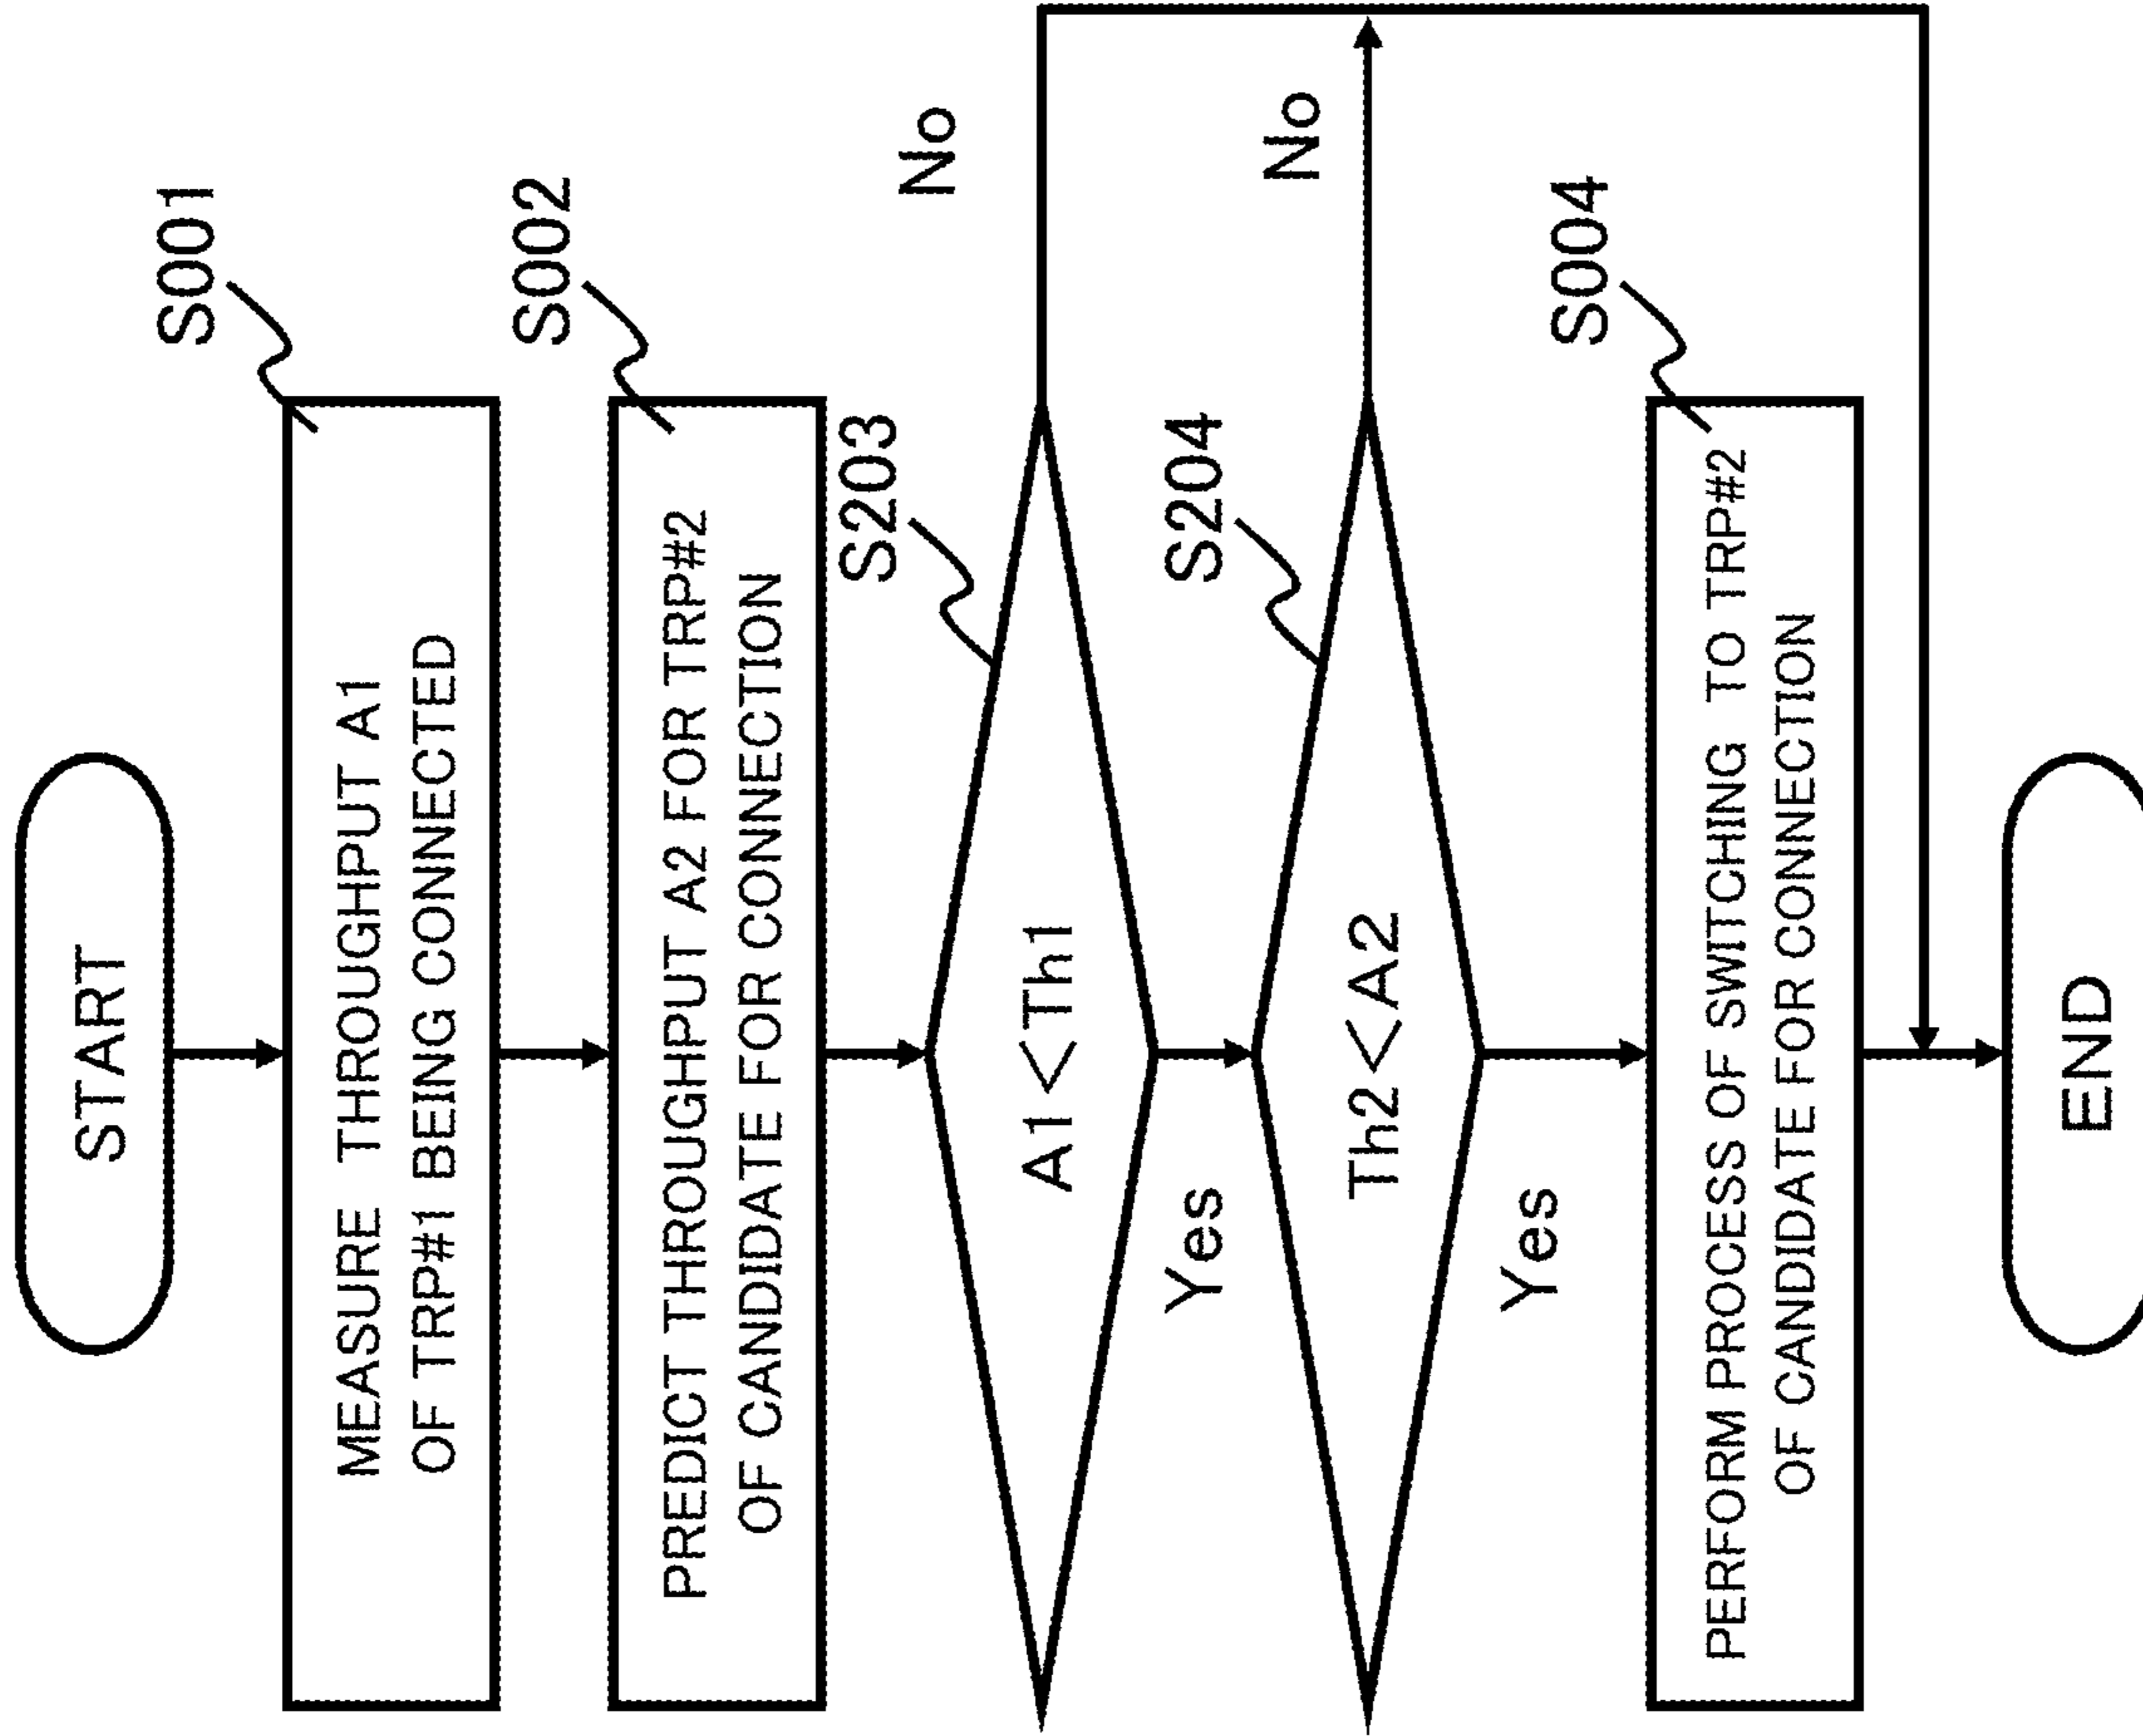 START
S001
MEASURE THROUGHPUT A1
OF TRP#1 BEING CONNECTED
S002
PREDICT THROUGHPUT A2 FOR TRP#2
OF CANDIDATE FOR CONNECTION
S203
A1<Th1
No
Yes
S204
Th2<A2
No
Yes
S004
PERFORM PROCESS OF SWITCHING TO TRP#2
OF CANDIDATE FOR CONNECTION
END